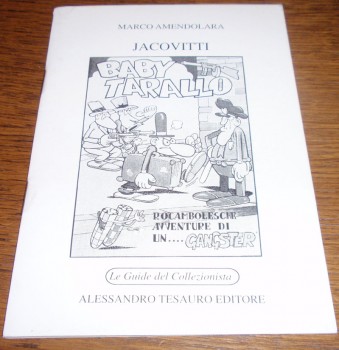 MARCO AMENDOLARA
JACOVITTI
BABY
TARALLO
ROCAMBOLESCHE
AVVENTURE DI
UN.... GANGSTER
Le Guide del Collezionista
ALESSANDRO TESAURO EDITORE